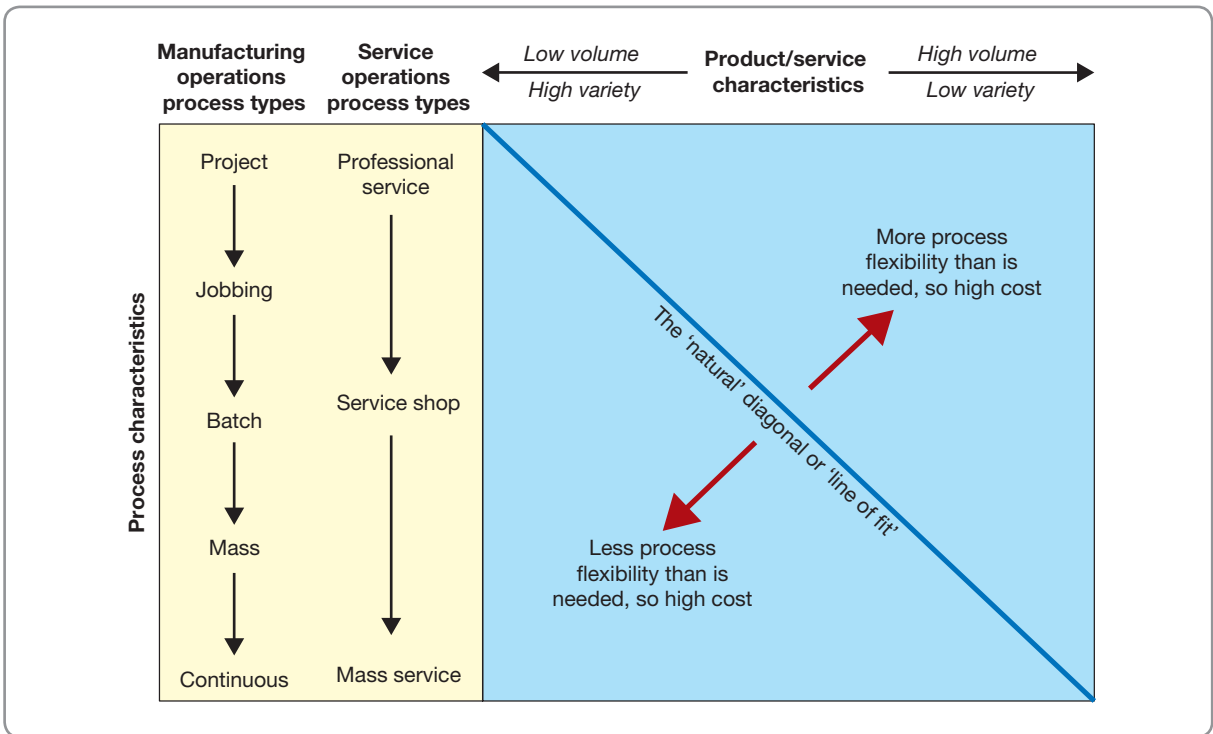 Manufacturing
operations
process types
Service
operations
process types
Low volume
High variety
Product/service
characteristics
High volume
Low variety
Process characteristics
Project
Jobbing
Batch
Mass
Continuous
Professional
service
Service shop
Mass service
More process
flexibility than is
needed, so high cost
The ‘natural’ diagonal or ‘line of fit’
Less process
flexibility than is
needed, so high cost